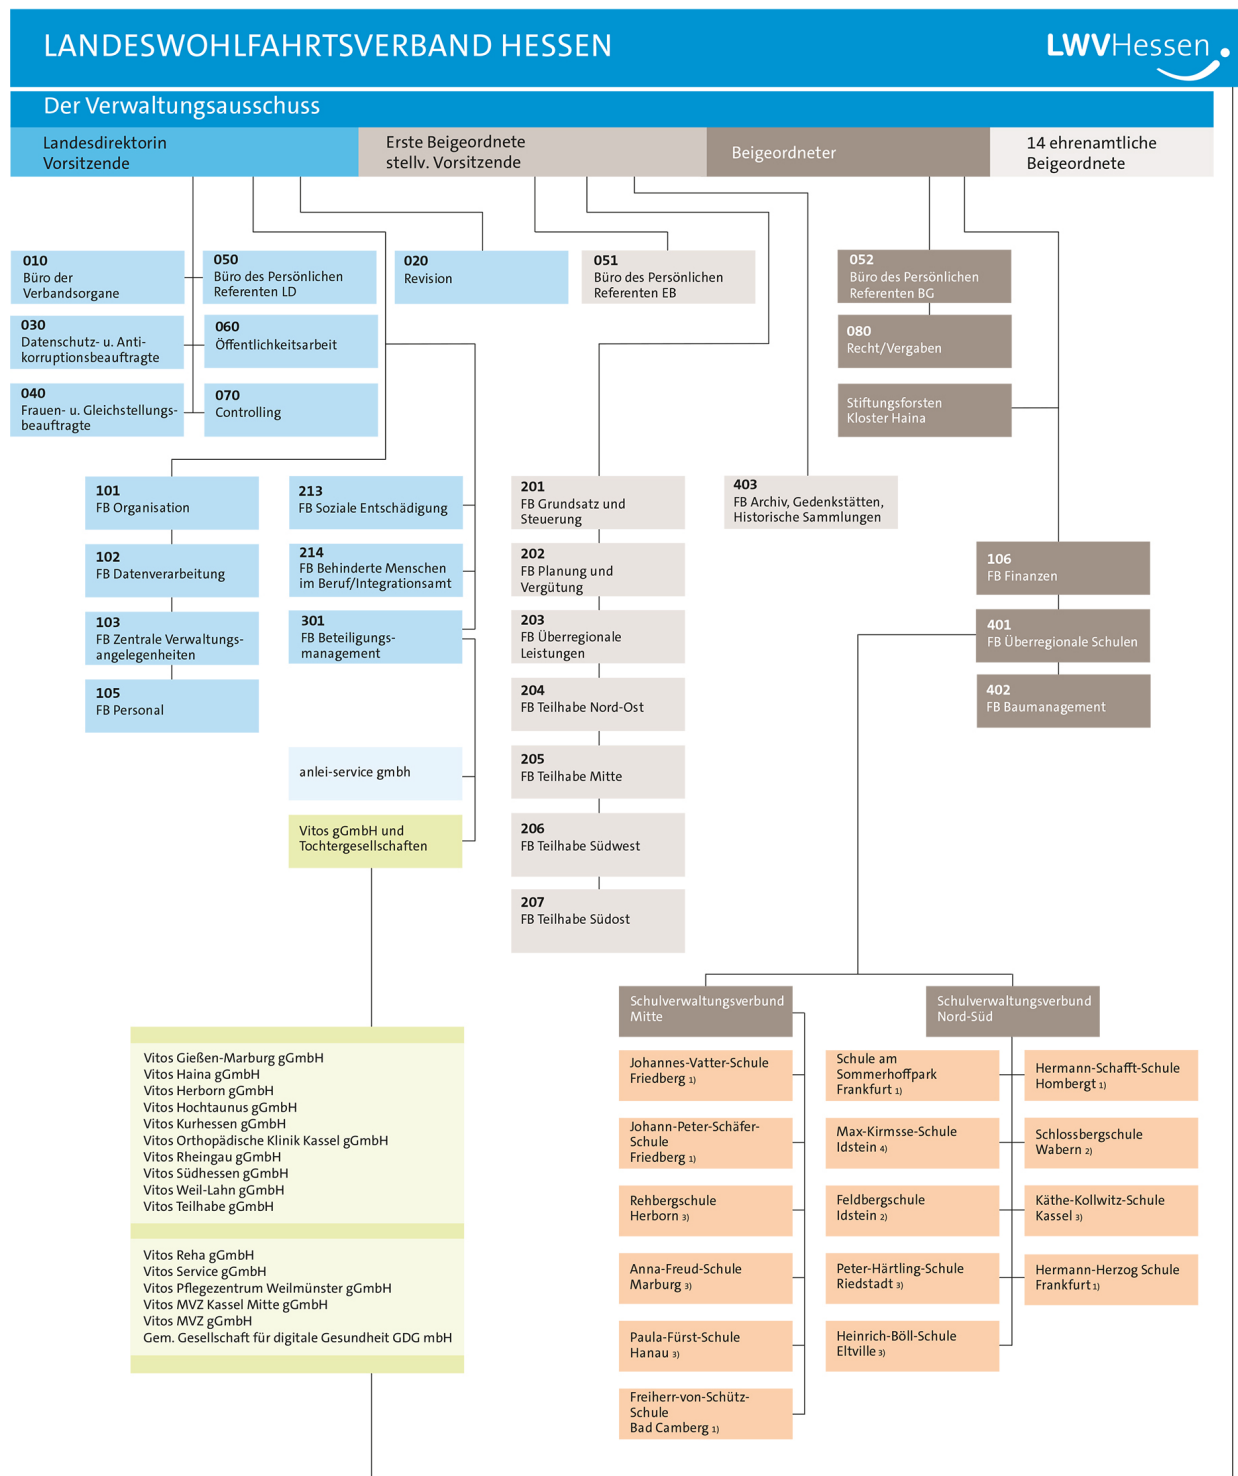 LANDESWOHLFAHRTSVERBAND HESSEN
LWVHessen
Der Verwaltungsausschuss
Landesdirektorin
Vorsitzende
Erste Beigeordnete
stellv. Vorsitzende
Beigeordneter
14 ehrenamtliche
Beigeordnete
010
Büro der
Verbandsorgane
050
Büro des Persönlichen
Referenten LD
020
Revision
051
Büro des Persönlichen
Referenten EB
052
Büro des Persönlichen
Referenten BG
030
Datenschutz- u. Anti-
korruptionsbeauftragte
060
Öffentlichkeitsarbeit
080
Recht/Vergaben
040
Frauen- u. Gleichstellungs-
beauftragte
070
Controlling
Stiftungsforsten
Kloster Haina
101
FB Organisation
213
FB Soziale Entschädigung
201
FB Grundsatz und
Steuerung
403
FB Archiv, Gedenkstätten,
Historische Sammlungen
102
FB Datenverarbeitung
214
FB Behinderte Menschen
im Beruf/Integrationsamt
202
FB Planung und
Vergütung
106
FB Finanzen
103
FB Zentrale Verwaltungs-
angelegenheiten
301
FB Beteiligungs-
management
203
FB Überregionale
Leistungen
401
FB Überregionale Schulen
105
FB Personal
204
FB Teilhabe Nord-Ost
402
FB Baumanagement
anlei-service gmbh
205
FB Teilhabe Mitte
Vitos gGmbH und
Tochtergesellschaften
206
FB Teilhabe Südwest
207
FB Teilhabe Südost
Vitos Gießen-Marburg gGmbH
Vitos Haina gGmbH
Vitos Herborn gGmbH
Vitos Hochtaunus gGmbH
Vitos Kurhessen gGmbH
Vitos Orthopädische Klinik Kassel gGmbH
Vitos Rheingau gGmbH
Vitos Südhessen gGmbH
Vitos Weil-Lahn gGmbH
Vitos Teilhabe gGmbH
Vitos Reha gGmbH
Vitos Service gGmbH
Vitos Pflegezentrum Weilmünster gGmbH
Vitos MVZ Kassel Mitte gGmbH
Vitos MVZ gGmbH
Gem. Gesellschaft für digitale Gesundheit GDG mbH
Schulverwaltungsverbund
Mitte
Johannes-Vatter-Schule
Friedberg 1)
Johann-Peter-Schäfer-
Schule
Friedberg 1)
Rehbergschule
Herborn 3)
Anna-Freud-Schule
Marburg 3)
Paula-Fürst-Schule
Hanau 3)
Freiherr-von-Schütz-
Schule
Bad Camberg 1)
Schulverwaltungsverbund
Nord-Süd
Schule am
Sommerhoffpark
Frankfurt 1)
Hermann-Schafft-Schule
Hombergt 1)
Max-Kirmsse-Schule
Idstein 4)
Schlossbergschule
Wabern 2)
Feldbergschule
Idstein 2)
Käthe-Kollwitz-Schule
Kassel 3)
Peter-Härtling-Schule
Riedstadt 3)
Hermann-Herzog Schule
Frankfurt 1)
Heinrich-Böll-Schule
Eltville 3)